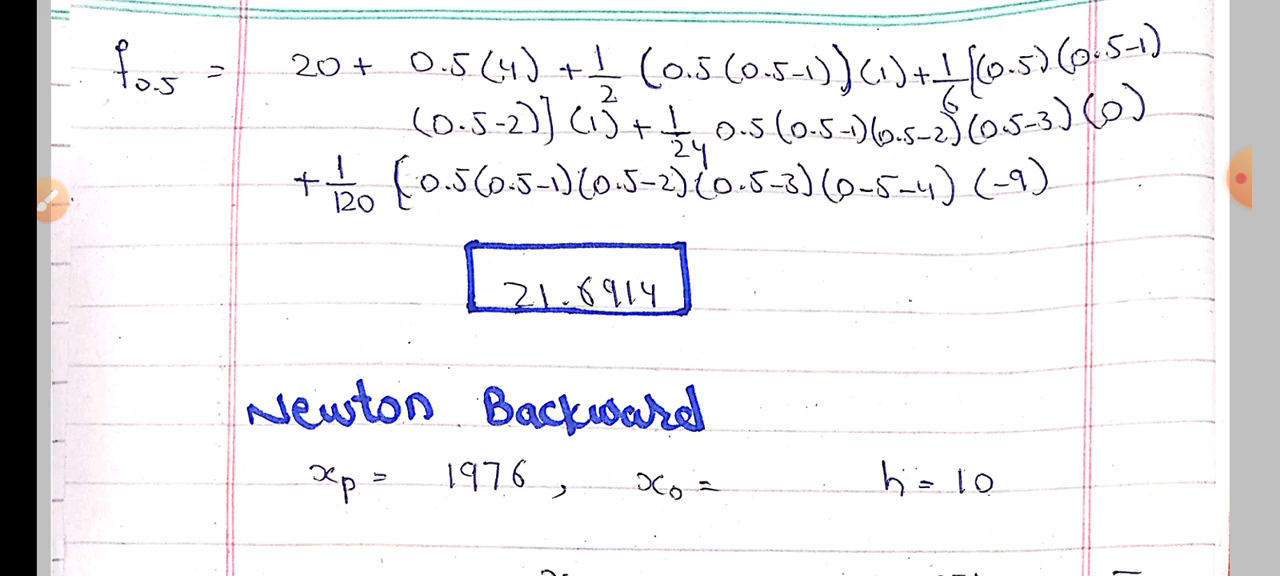 f0.5 = 20 + 0.5(4) + 1/2 (0.5(0.5-1))(1) + 1/6 [(0.5)(0.5-1)
(0.5-2)] (1) + 1/24 0.5(0.5-1)(0.5-2)(0.5-3)(0)
+ 1/120 [0.5(0.5-1)(0.5-2)(0.5-3)(0-5-4) (-9)
21.6914
Newton Backward
xp = 1976, x0 = h = 10